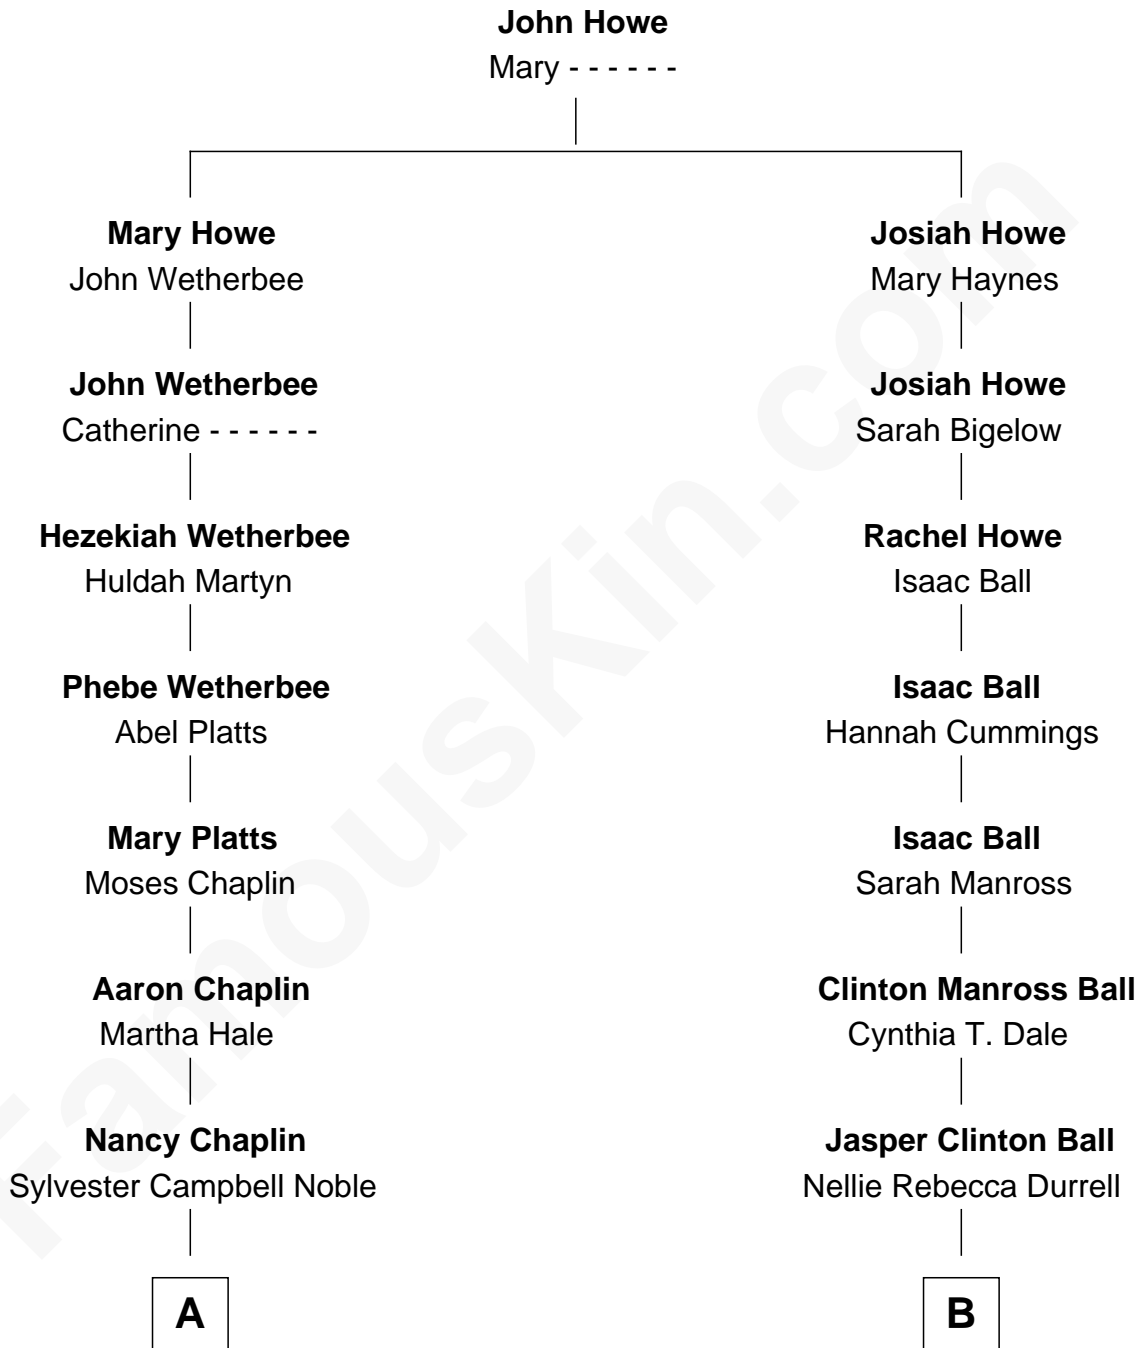 John Howe
Mary - - - - - -
Mary Howe
John Wetherbee
Josiah Howe
Mary Haynes
John Wetherbee
Catherine - - - - - -
Josiah Howe
Sarah Bigelow
Hezekiah Wetherbee
Huldah Martyn
Rachel Howe
Isaac Ball
Phebe Wetherbee
Abel Platts
Isaac Ball
Hannah Cummings
Mary Platts
Moses Chaplin
Isaac Ball
Sarah Manross
Aaron Chaplin
Martha Hale
Clinton Manross Ball
Cynthia T. Dale
Nancy Chaplin
Sylvester Campbell Noble
Jasper Clinton Ball
Nellie Rebecca Durrell
A
B
FamousKin.com